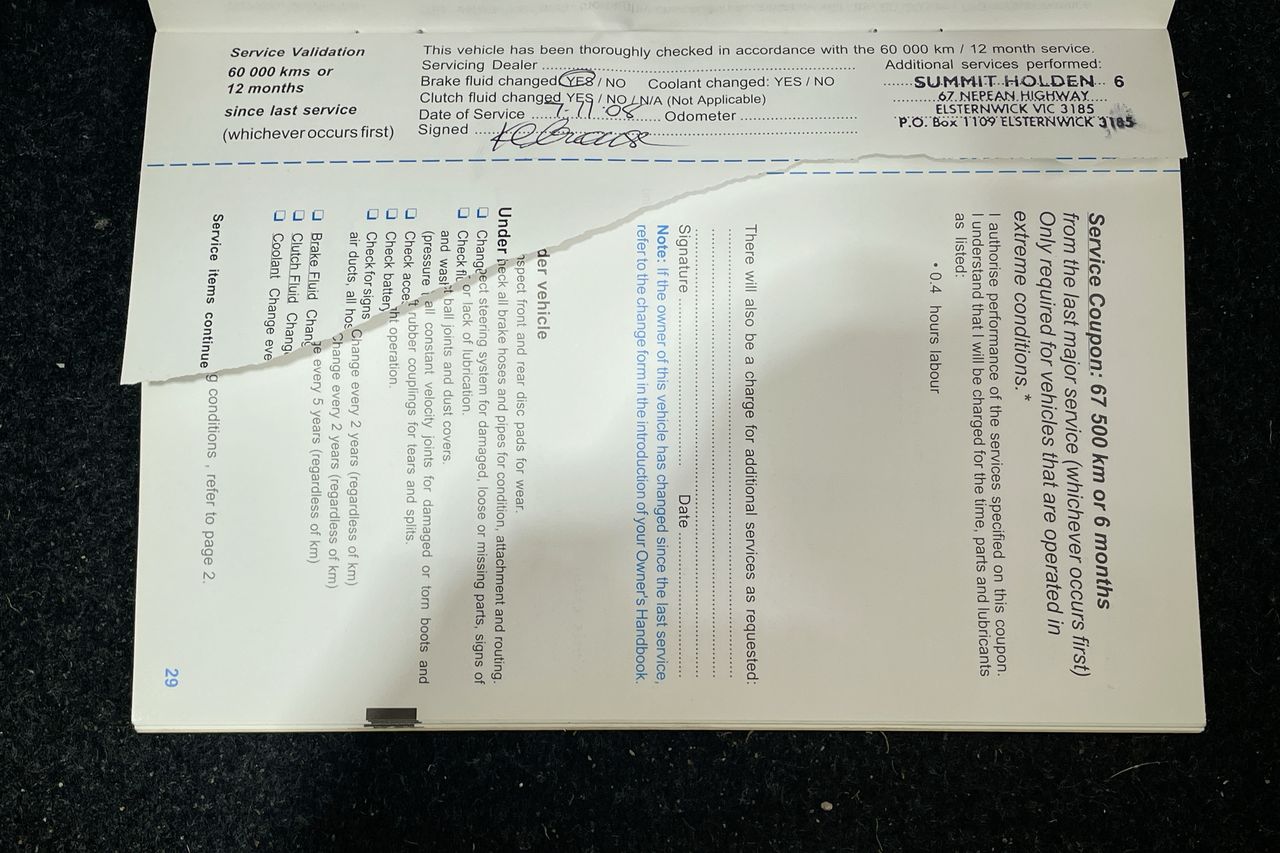 Service Validation
60 000 kms or
12 months
since last service
(whichever occurs first)
This vehicle has been thoroughly checked in accordance with the 60 000 km / 12 month service.
Servicing Dealer
Additional services performed:
Brake fluid changed YES / NO Coolant changed: YES / NO
Clutch fluid changed YES / NO / N/A (Not Applicable)
Date of Service 7-11-08 Odometer
Signed
SUMMIT HOLDEN 6
67 NEPEAN HIGHWAY
ELSTERNWICK VIC 3185
P.O. Box 1109 ELSTERNWICK 3185
Service Coupon: 67 500 km or 6 months
from the last major service (whichever occurs first)
Only required for vehicles that are operated in
extreme conditions. *
I authorise performance of the services specified on this coupon.
I understand that I will be charged for the time, parts and lubricants
as listed:
• 0.4 hours labour
There will also be a charge for additional services as requested:
Signature Date
Note: If the owner of this vehicle has changed since the last service,
refer to the change form in the introduction of your Owner's Handbook.
der vehicle
spect front and rear disc pads for wear.
heck all brake hoses and pipes for condition, attachment and routing.
ect steering system for damaged, loose or missing parts, signs of
or lack of lubrication.
ball joints and dust covers.
all constant velocity joints for damaged or torn boots and
rubber couplings for tears and splits.
ht operation.
Change every 2 years (regardless of km)
hange every 2 years (regardless of km)
ge every 5 years (regardless of km)
g conditions , refer to page 2.
Under
Chang
Check fl
and wash
(pressure
Check acce
Check battery
Check for signs
air ducts, all hos
Brake Fluid Chang
Clutch Fluid Chang
Coolant Change eve
Service items continue
29